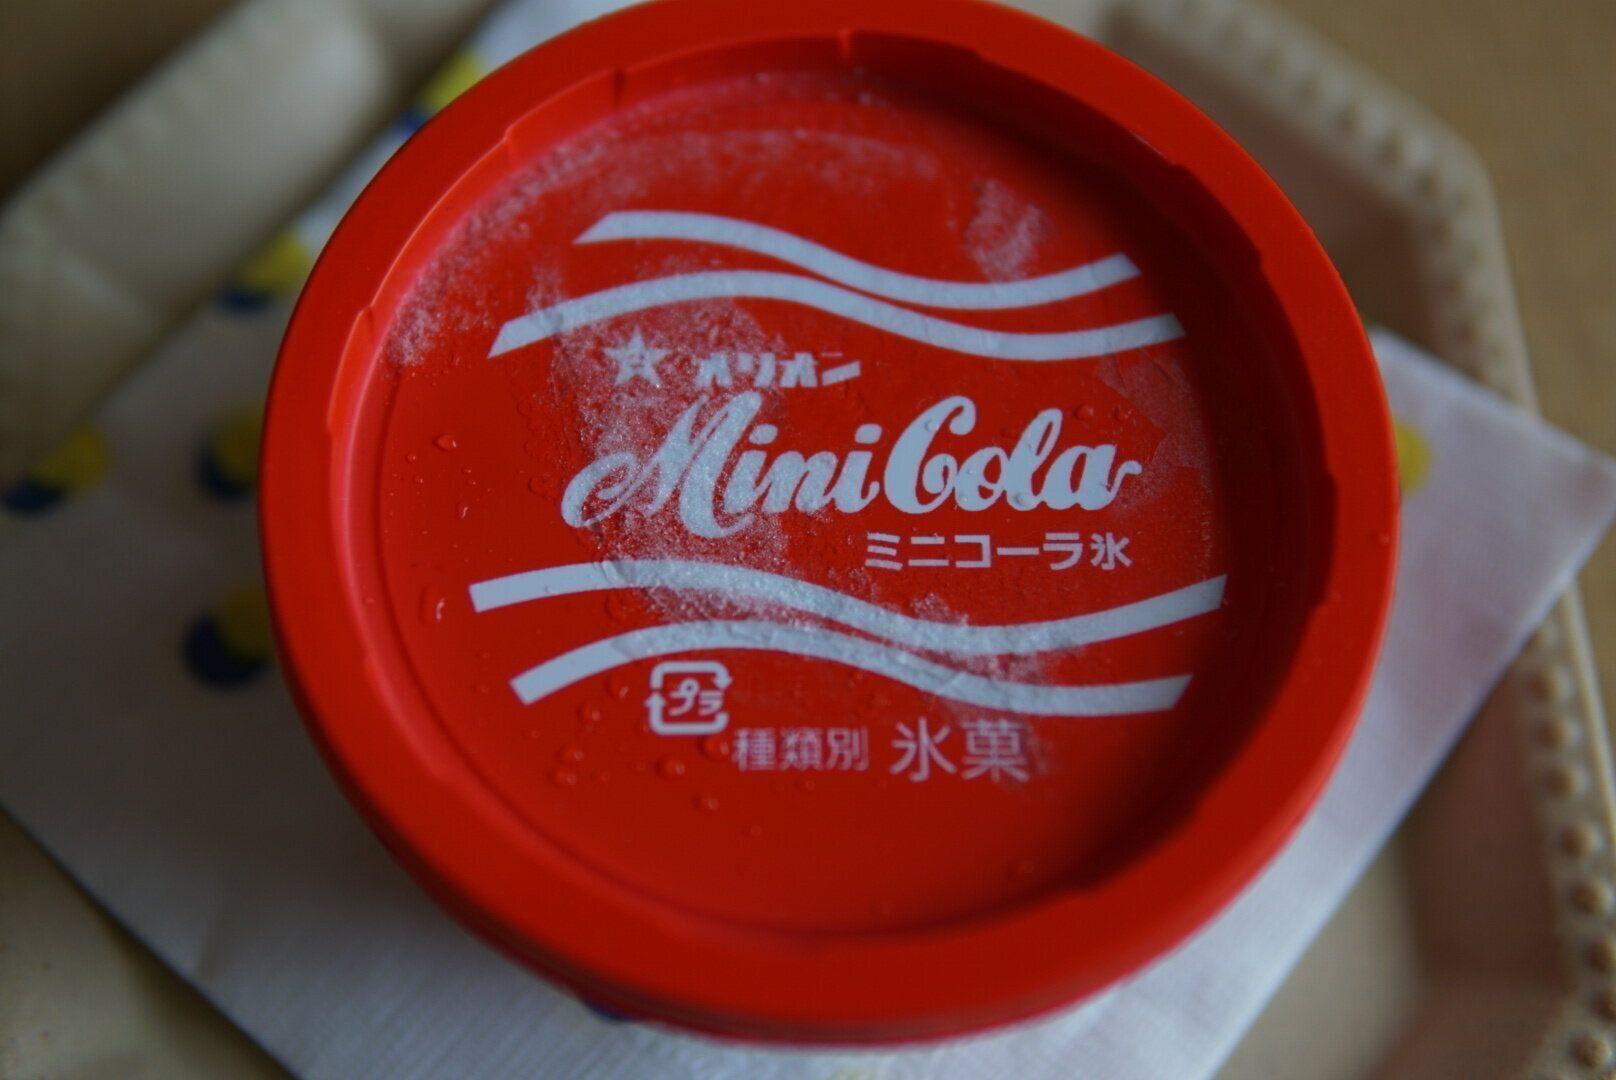 オリオン
Mini Cola
ミニコーラ氷
プラ
種類別 氷菓